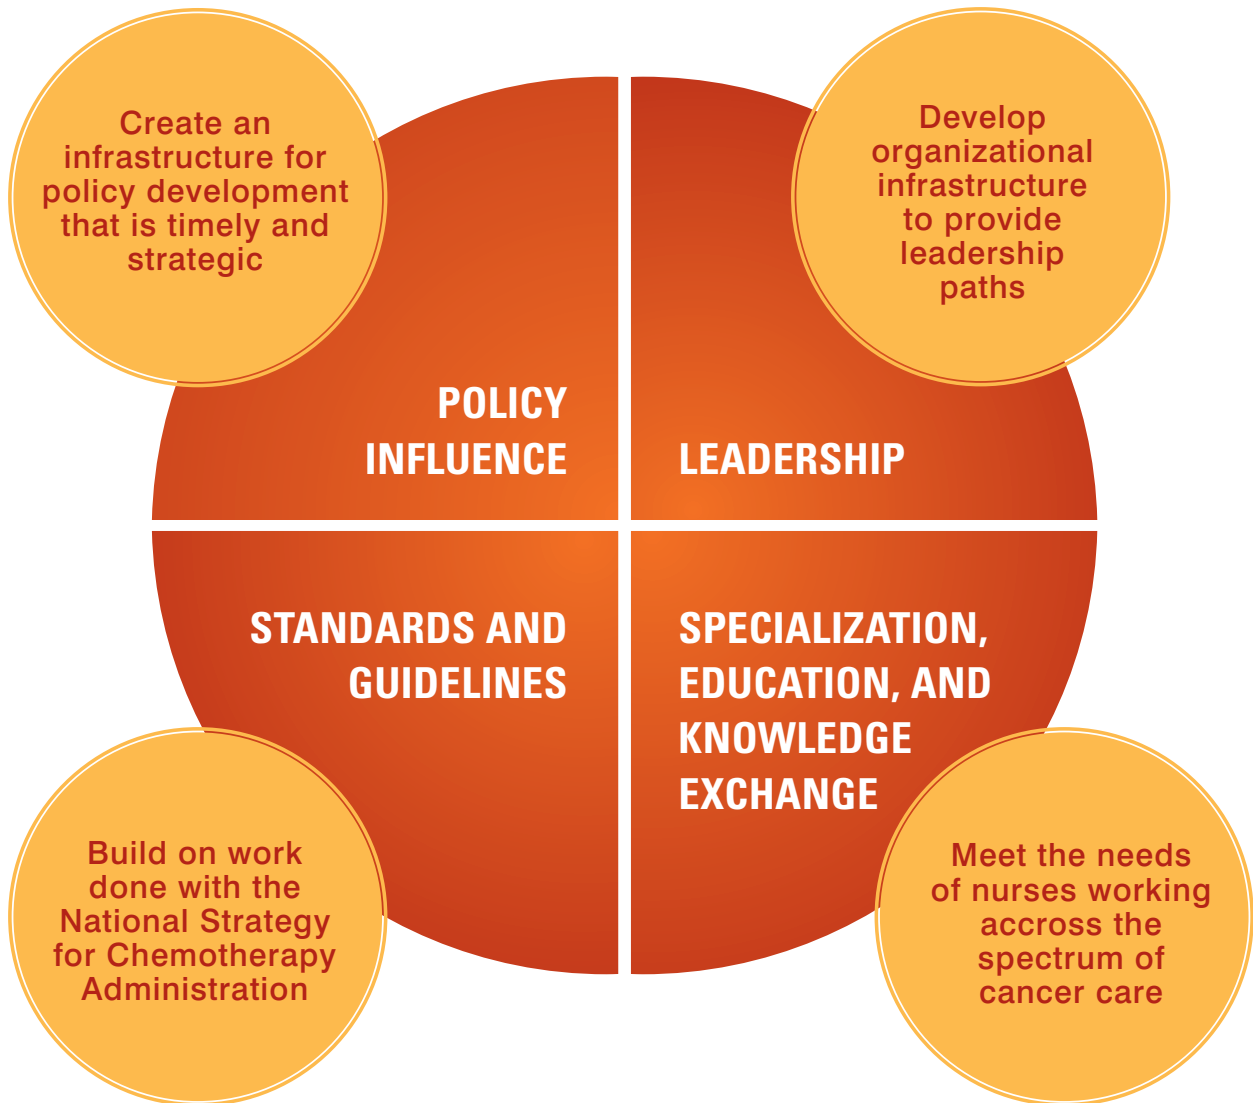 Create an
infrastructure for
policy development
that is timely and
strategic
Develop
organizational
infrastructure
to provide
leadership
paths
POLICY
INFLUENCE
LEADERSHIP
STANDARDS AND
GUIDELINES
SPECIALIZATION,
EDUCATION, AND
KNOWLEDGE
EXCHANGE
Build on work
done with the
National Strategy
for Chemotherapy
Administration
Meet the needs
of nurses working
accross the
spectrum of
cancer care